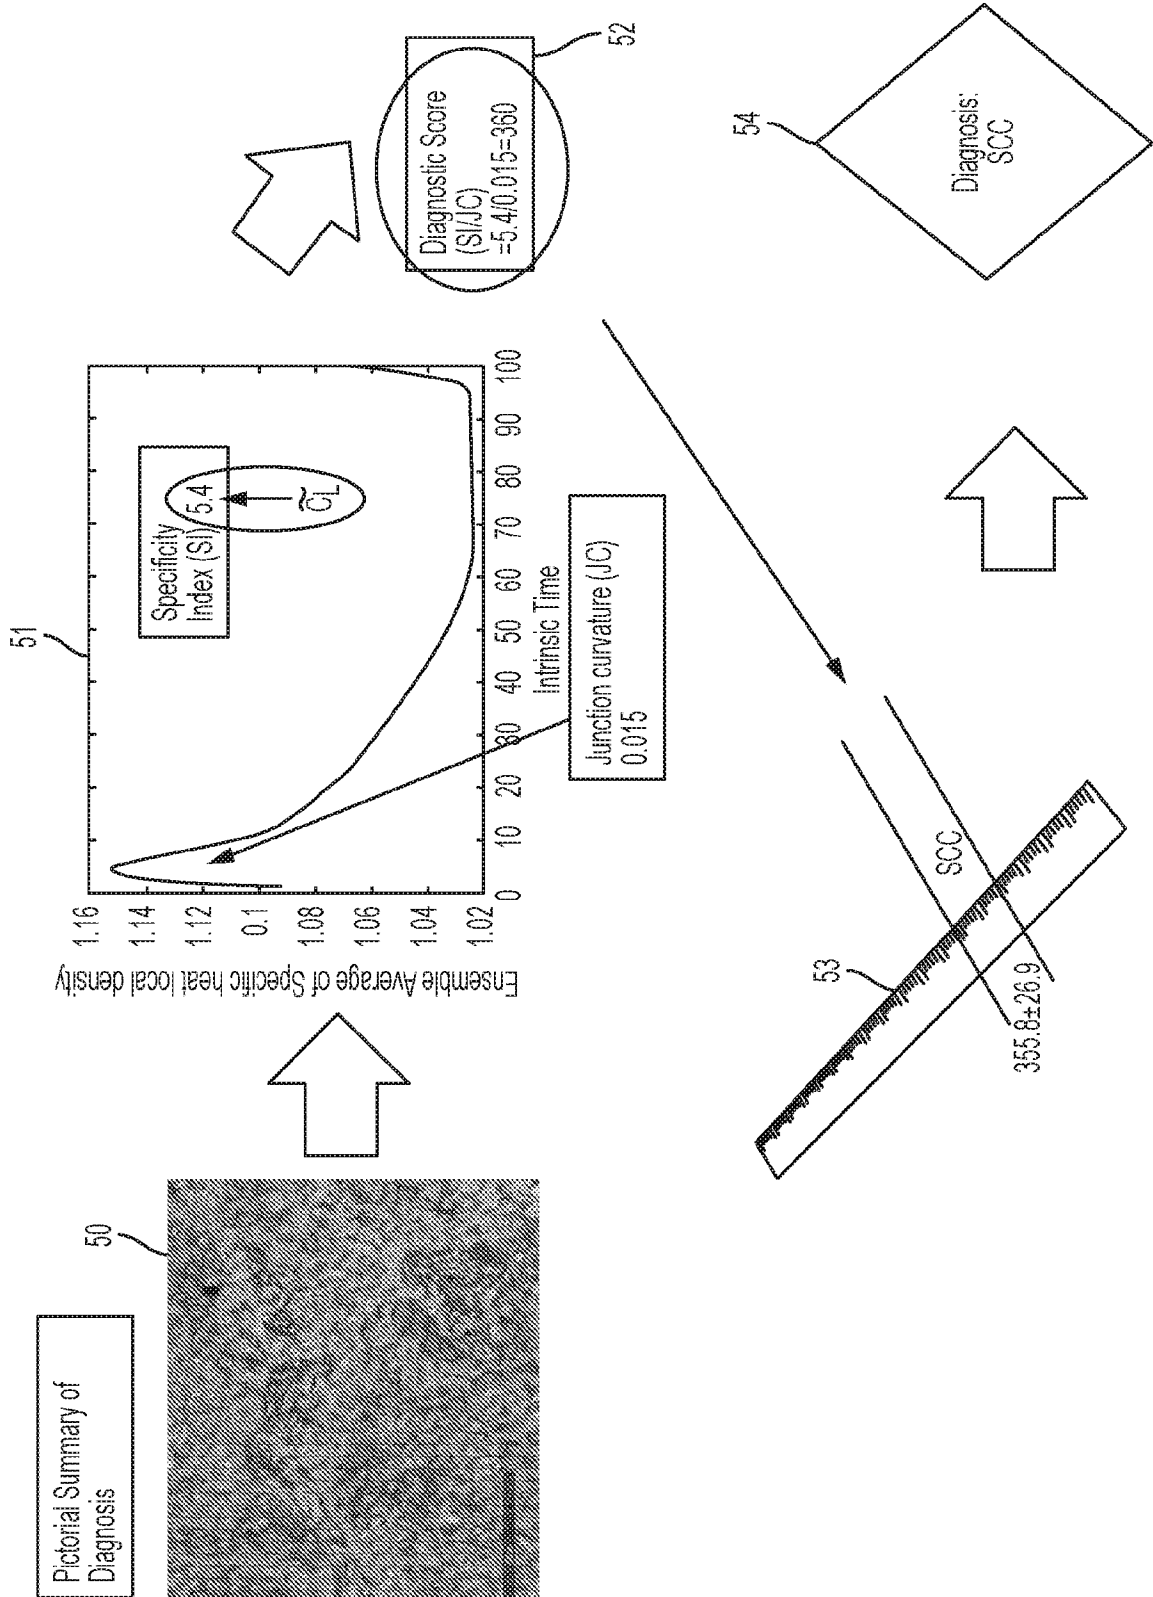 Pictorial Summary of
Diagnosis
50
51
Ensemble Average of Specific heat local density
1.16
1.14
1.12
0.1
1.08
1.06
1.04
1.02
0
10
20
30
40
50
60
70
80
90
100
Intrinsic Time
Specificity
Index (SI) 5.4
C̃L
Junction curvature (JC)
0.015
Diagnostic Score
(SI/JC)
=5.4/0.015=360
52
53
355.8±26.9
SCC
54
Diagnosis:
SCC